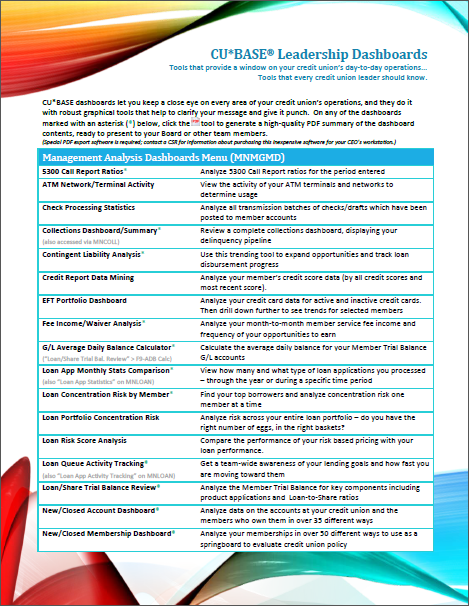 CU*BASE® Leadership Dashboards
Tools that provide a window on your credit union's day-to-day operations…
Tools that every credit union leader should know.
CU*BASE dashboards let you keep a close eye on every area of your credit union's operations, and they do it
with robust graphical tools that help to clarify your message and give it punch. On any of the dashboards
marked with an asterisk (*) below, click the tool to generate a high-quality PDF summary of the dashboard
contents, ready to present to your Board or other team members.
(Special PDF export software is required; contact a CSR for information about purchasing this inexpensive software for your CEO's workstation.)
Management Analysis Dashboards Menu (MNMGMD)
5300 Call Report Ratios* Analyze 5300 Call Report ratios for the period entered
ATM Network/Terminal Activity View the activity of your ATM terminals and networks to
determine usage
Check Processing Statistics Analyze all transmission batches of checks/drafts which have been
posted to member accounts
Collections Dashboard/Summary* Review a complete collections dashboard, displaying your
(also accessed via MNCOLL) delinquency pipeline
Contingent Liability Analysis* Use this trending tool to expand opportunities and track loan
disbursement progress
Credit Report Data Mining Analyze your member's credit score data (by all credit scores and
most recent score).
EFT Portfolio Dashboard Analyze your credit card data for active and inactive credit cards.
Then drill down further to see trends for selected members
Fee Income/Waiver Analysis* Analyze your month-to-month member service fee income and
frequency of your opportunities to earn
G/L Average Daily Balance Calculator* Calculate the average daily balance for your Member Trial Balance
("Loan/Share Trial Bal. Review" > F9-ADB Calc) G/L accounts
Loan App Monthly Stats Comparison* View how many and what type of loan applications you processed
(also "Loan App Statistics" on MNLOAN) – through the year or during a specific time period
Loan Concentration Risk by Member* Find your top borrowers and analyze concentration risk one
member at a time
Loan Portfolio Concentration Risk Analyze risk across your entire loan portfolio – do you have the
right number of eggs, in the right baskets?
Loan Risk Score Analysis Compare the performance of your risk based pricing with your
loan performance.
Loan Queue Activity Tracking* Get a team-wide awareness of your lending goals and how fast you
(also "Loan App Activity Tracking" on MNLOAN) are moving toward them
Loan/Share Trial Balance Review* Analyze the Member Trial Balance for key components including
product applications and Loan-to-Share ratios
New/Closed Account Dashboard* Analyze data on the accounts at your credit union and the
members who own them in over 35 different ways
New/Closed Membership Dashboard* Analyze your memberships in over 50 different ways to use as a
springboard to evaluate credit union policy